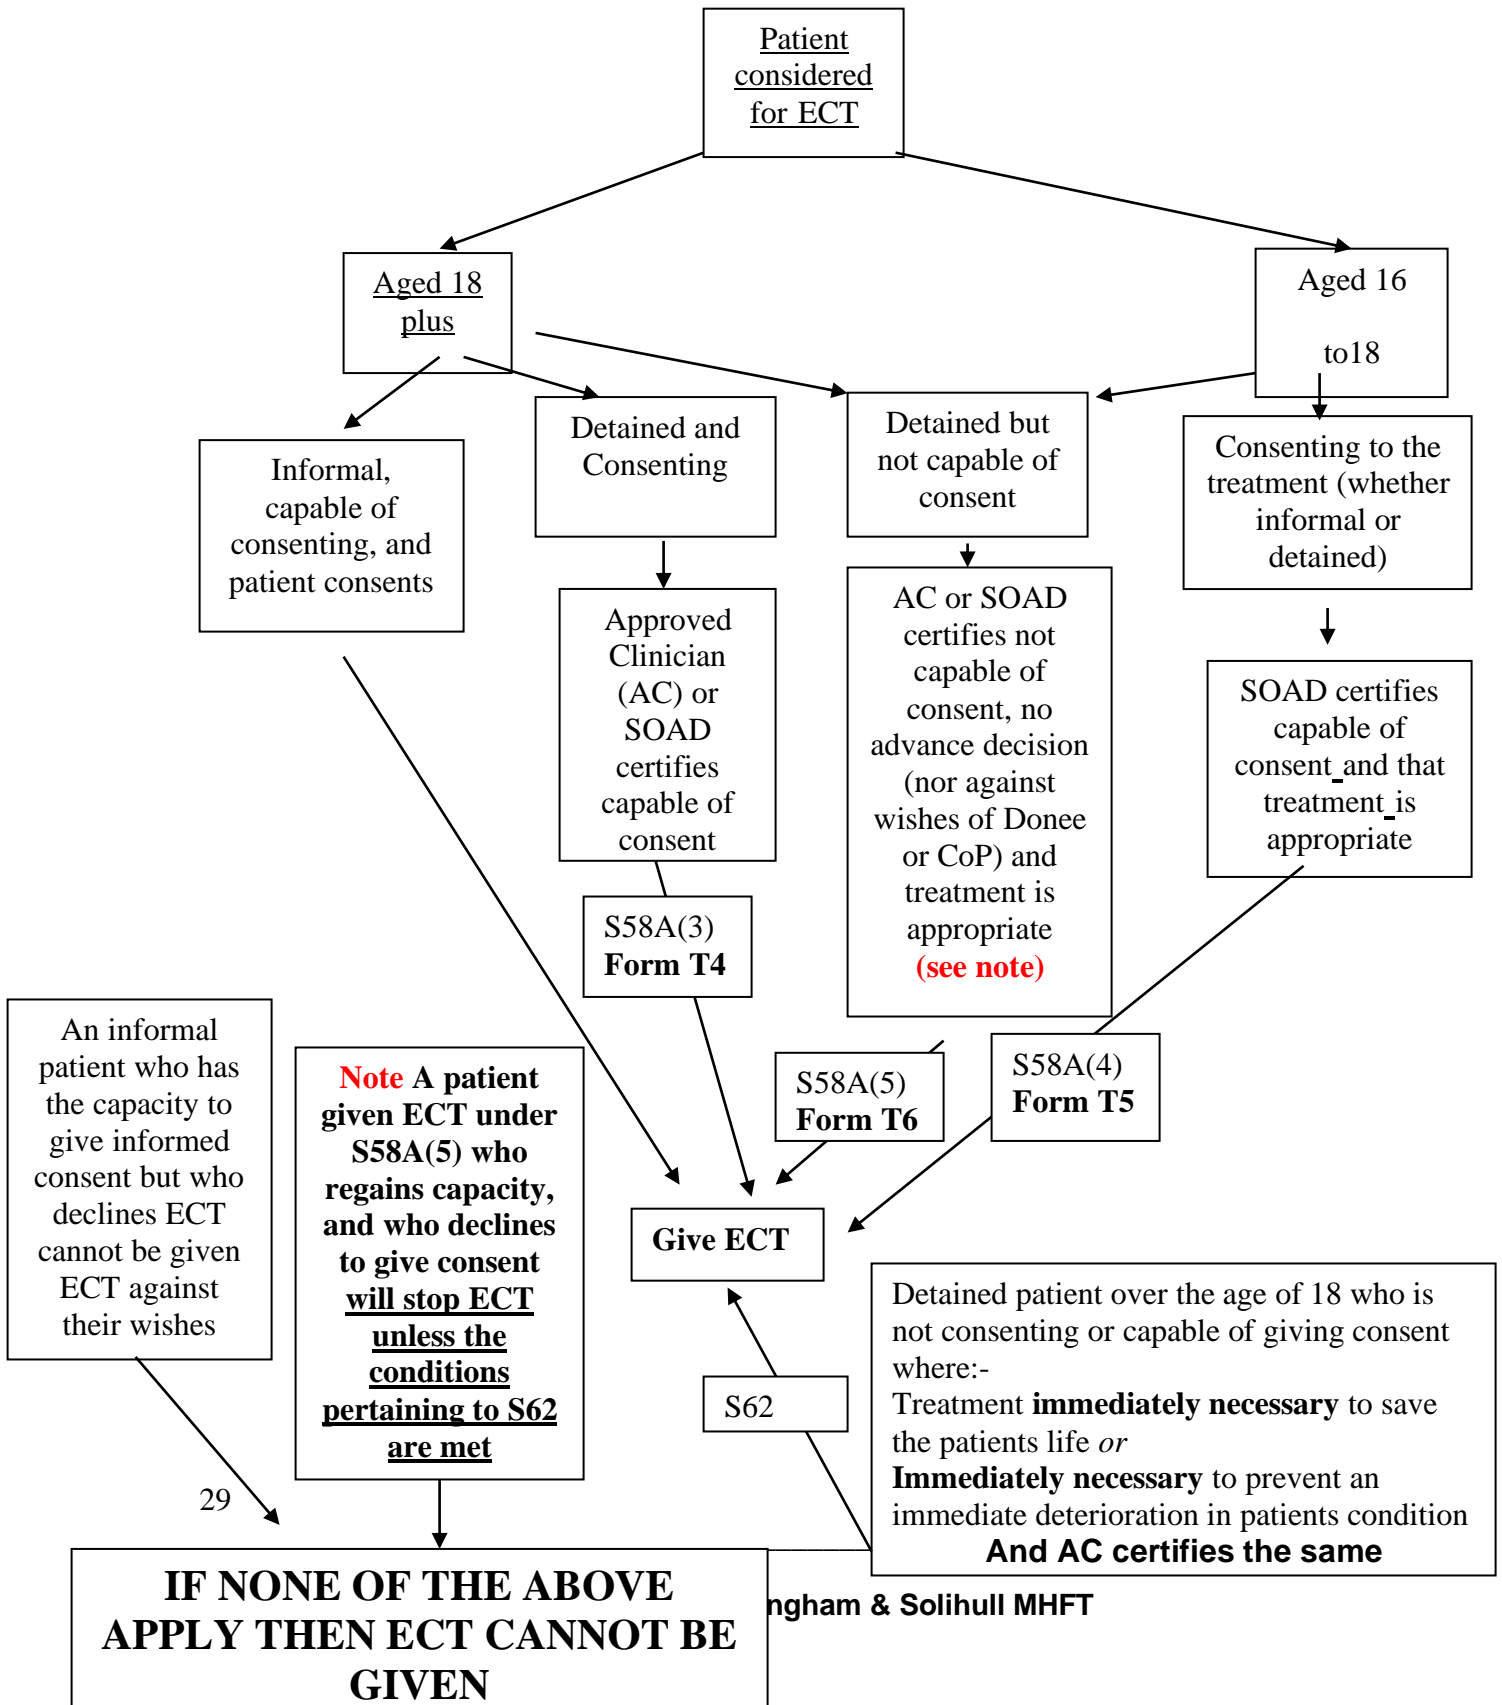 Patient
considered
for ECT
Aged 18
plus
Aged 16
to18
Informal,
capable of
consenting, and
patient consents
Detained and
Consenting
Detained but
not capable of
consent
Consenting to the
treatment (whether
informal or
detained)
Approved
Clinician
(AC) or
SOAD
certifies
capable of
consent
AC or SOAD
certifies not
capable of
consent, no
advance decision
(nor against
wishes of Donee
or CoP) and
treatment is
appropriate
(see note)
SOAD certifies
capable of
consent and that
treatment is
appropriate
S58A(3)
Form T4
S58A(5)
Form T6
S58A(4)
Form T5
An informal
patient who has
the capacity to
give informed
consent but who
declines ECT
cannot be given
ECT against
their wishes
Note A patient
given ECT under
S58A(5) who
regains capacity,
and who declines
to give consent
will stop ECT
unless the
conditions
pertaining to S62
are met
Give ECT
S62
Detained patient over the age of 18 who is
not consenting or capable of giving consent
where:-
Treatment immediately necessary to save
the patients life or
Immediately necessary to prevent an
immediate deterioration in patients condition
And AC certifies the same
29
IF NONE OF THE ABOVE
APPLY THEN ECT CANNOT BE
GIVEN
ngham & Solihull MHFT